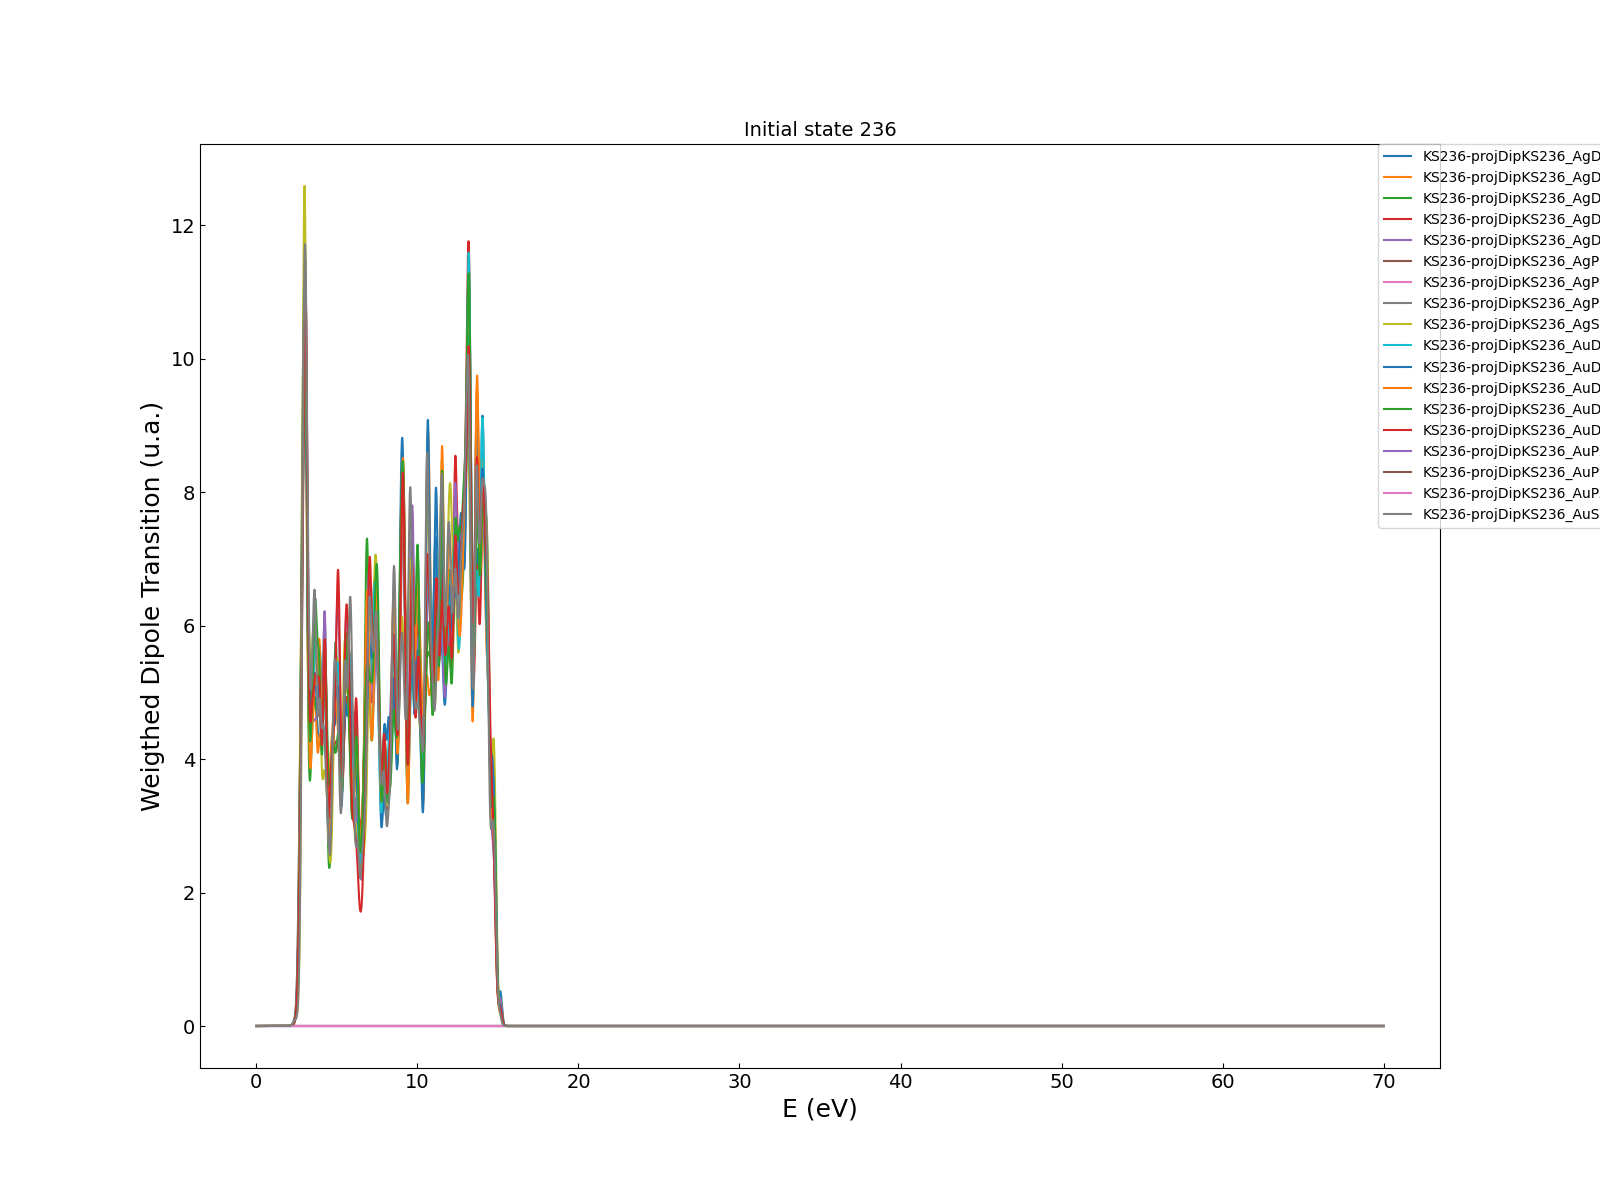 Initial state 236
Weigthed Dipole Transition (u.a.)
12
10
8
6
4
2
0
0 10 20 30 40 50 60 70
E (eV)
KS236-projDipKS236_AgD
KS236-projDipKS236_AgD
KS236-projDipKS236_AgD
KS236-projDipKS236_AgD
KS236-projDipKS236_AgD
KS236-projDipKS236_AgP
KS236-projDipKS236_AgP
KS236-projDipKS236_AgP
KS236-projDipKS236_AgS
KS236-projDipKS236_AuD
KS236-projDipKS236_AuD
KS236-projDipKS236_AuD
KS236-projDipKS236_AuD
KS236-projDipKS236_AuD
KS236-projDipKS236_AuP
KS236-projDipKS236_AuP
KS236-projDipKS236_AuP
KS236-projDipKS236_AuS